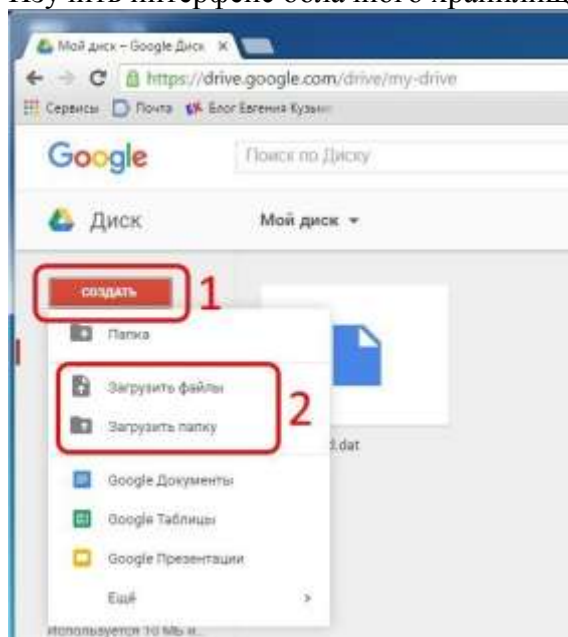 Изучить интерфейс облачного хранилищ
Мой диск – Google Диск ×
https://drive.google.com/drive/my-drive
Сервисы Почта Блог Евгения Кузьм
Google Поиск по Диску
Диск Мой диск
СОЗДАТЬ 1
Папка
Загрузить файлы
Загрузить папку
2
d.dat
Google Документы
Google Таблицы
Google Презентации
Ещё >
Используется 10 МБ и...